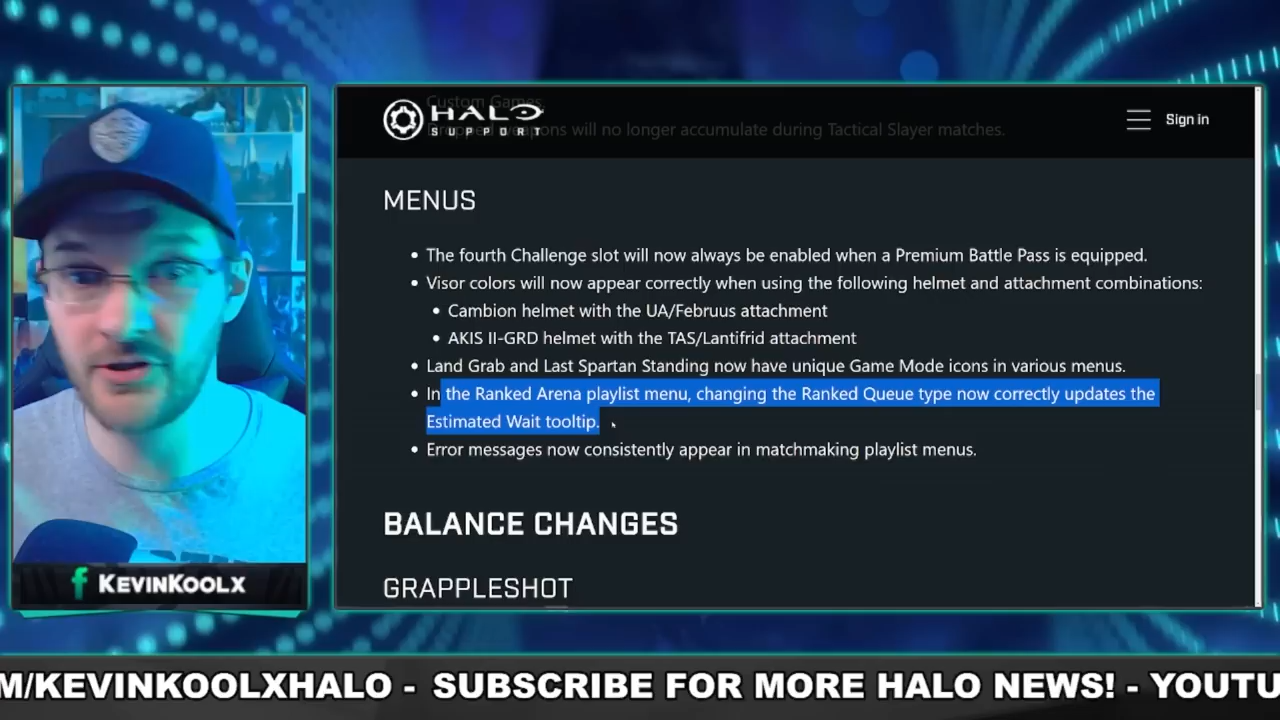 Custom Games.
Dropped weapons will no longer accumulate during Tactical Slayer matches.
HALO
SUPPORT
Sign in
MENUS
The fourth Challenge slot will now always be enabled when a Premium Battle Pass is equipped.
Visor colors will now appear correctly when using the following helmet and attachment combinations:
Cambion helmet with the UA/Februus attachment
AKIS II-GRD helmet with the TAS/Lantifrid attachment
Land Grab and Last Spartan Standing now have unique Game Mode icons in various menus.
In the Ranked Arena playlist menu, changing the Ranked Queue type now correctly updates the
Estimated Wait tooltip.
Error messages now consistently appear in matchmaking playlist menus.
BALANCE CHANGES
GRAPPLESHOT
f KEVINKOOLX
M/KEVINKOOLXHALO - SUBSCRIBE FOR MORE HALO NEWS! - YOUTU